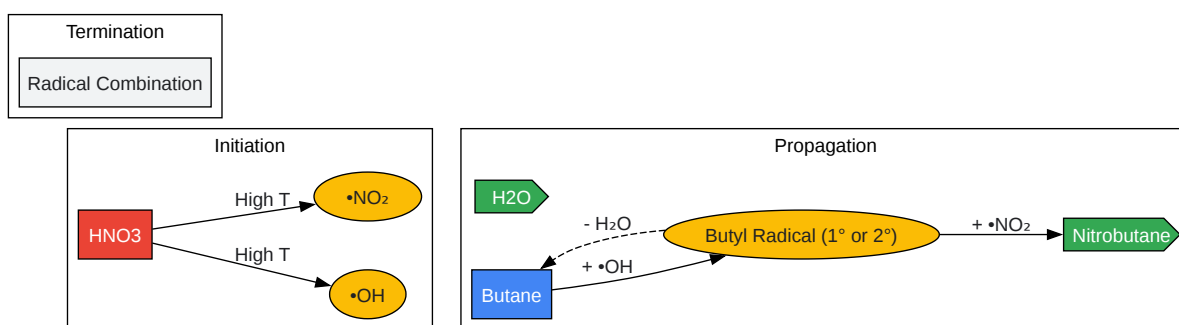 Termination
Radical Combination
Initiation
HNO3
High T
High T
•NO₂
•OH
Propagation
H2O
- H₂O
Butyl Radical (1° or 2°)
+ •NO₂
Nitrobutane
Butane
+ •OH